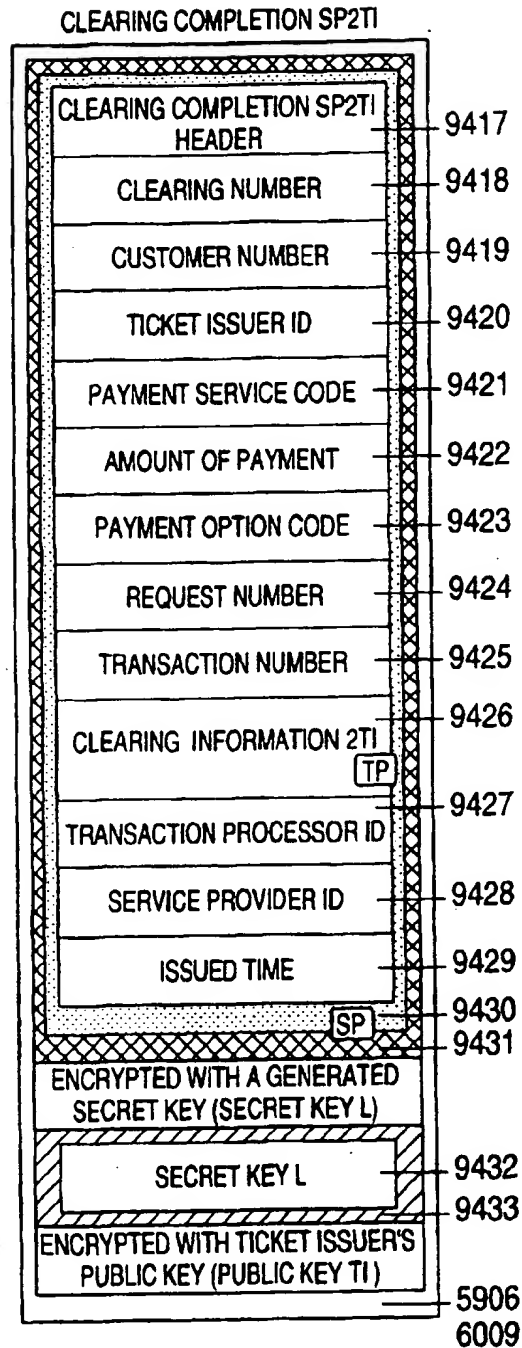 CLEARING COMPLETION SP2TI
CLEARING COMPLETION SP2TI
HEADER
9417
CLEARING NUMBER
9418
CUSTOMER NUMBER
9419
TICKET ISSUER ID
9420
PAYMENT SERVICE CODE
9421
AMOUNT OF PAYMENT
9422
PAYMENT OPTION CODE
9423
REQUEST NUMBER
9424
TRANSACTION NUMBER
9425
9426
CLEARING INFORMATION 2TI
TP
9427
TRANSACTION PROCESSOR ID
SERVICE PROVIDER ID
9428
ISSUED TIME
9429
9430
SP
9431
ENCRYPTED WITH A GENERATED
SECRET KEY (SECRET KEY L)
SECRET KEY L
9432
9433
ENCRYPTED WITH TICKET ISSUER'S
PUBLIC KEY (PUBLIC KEY TI)
5906
6009